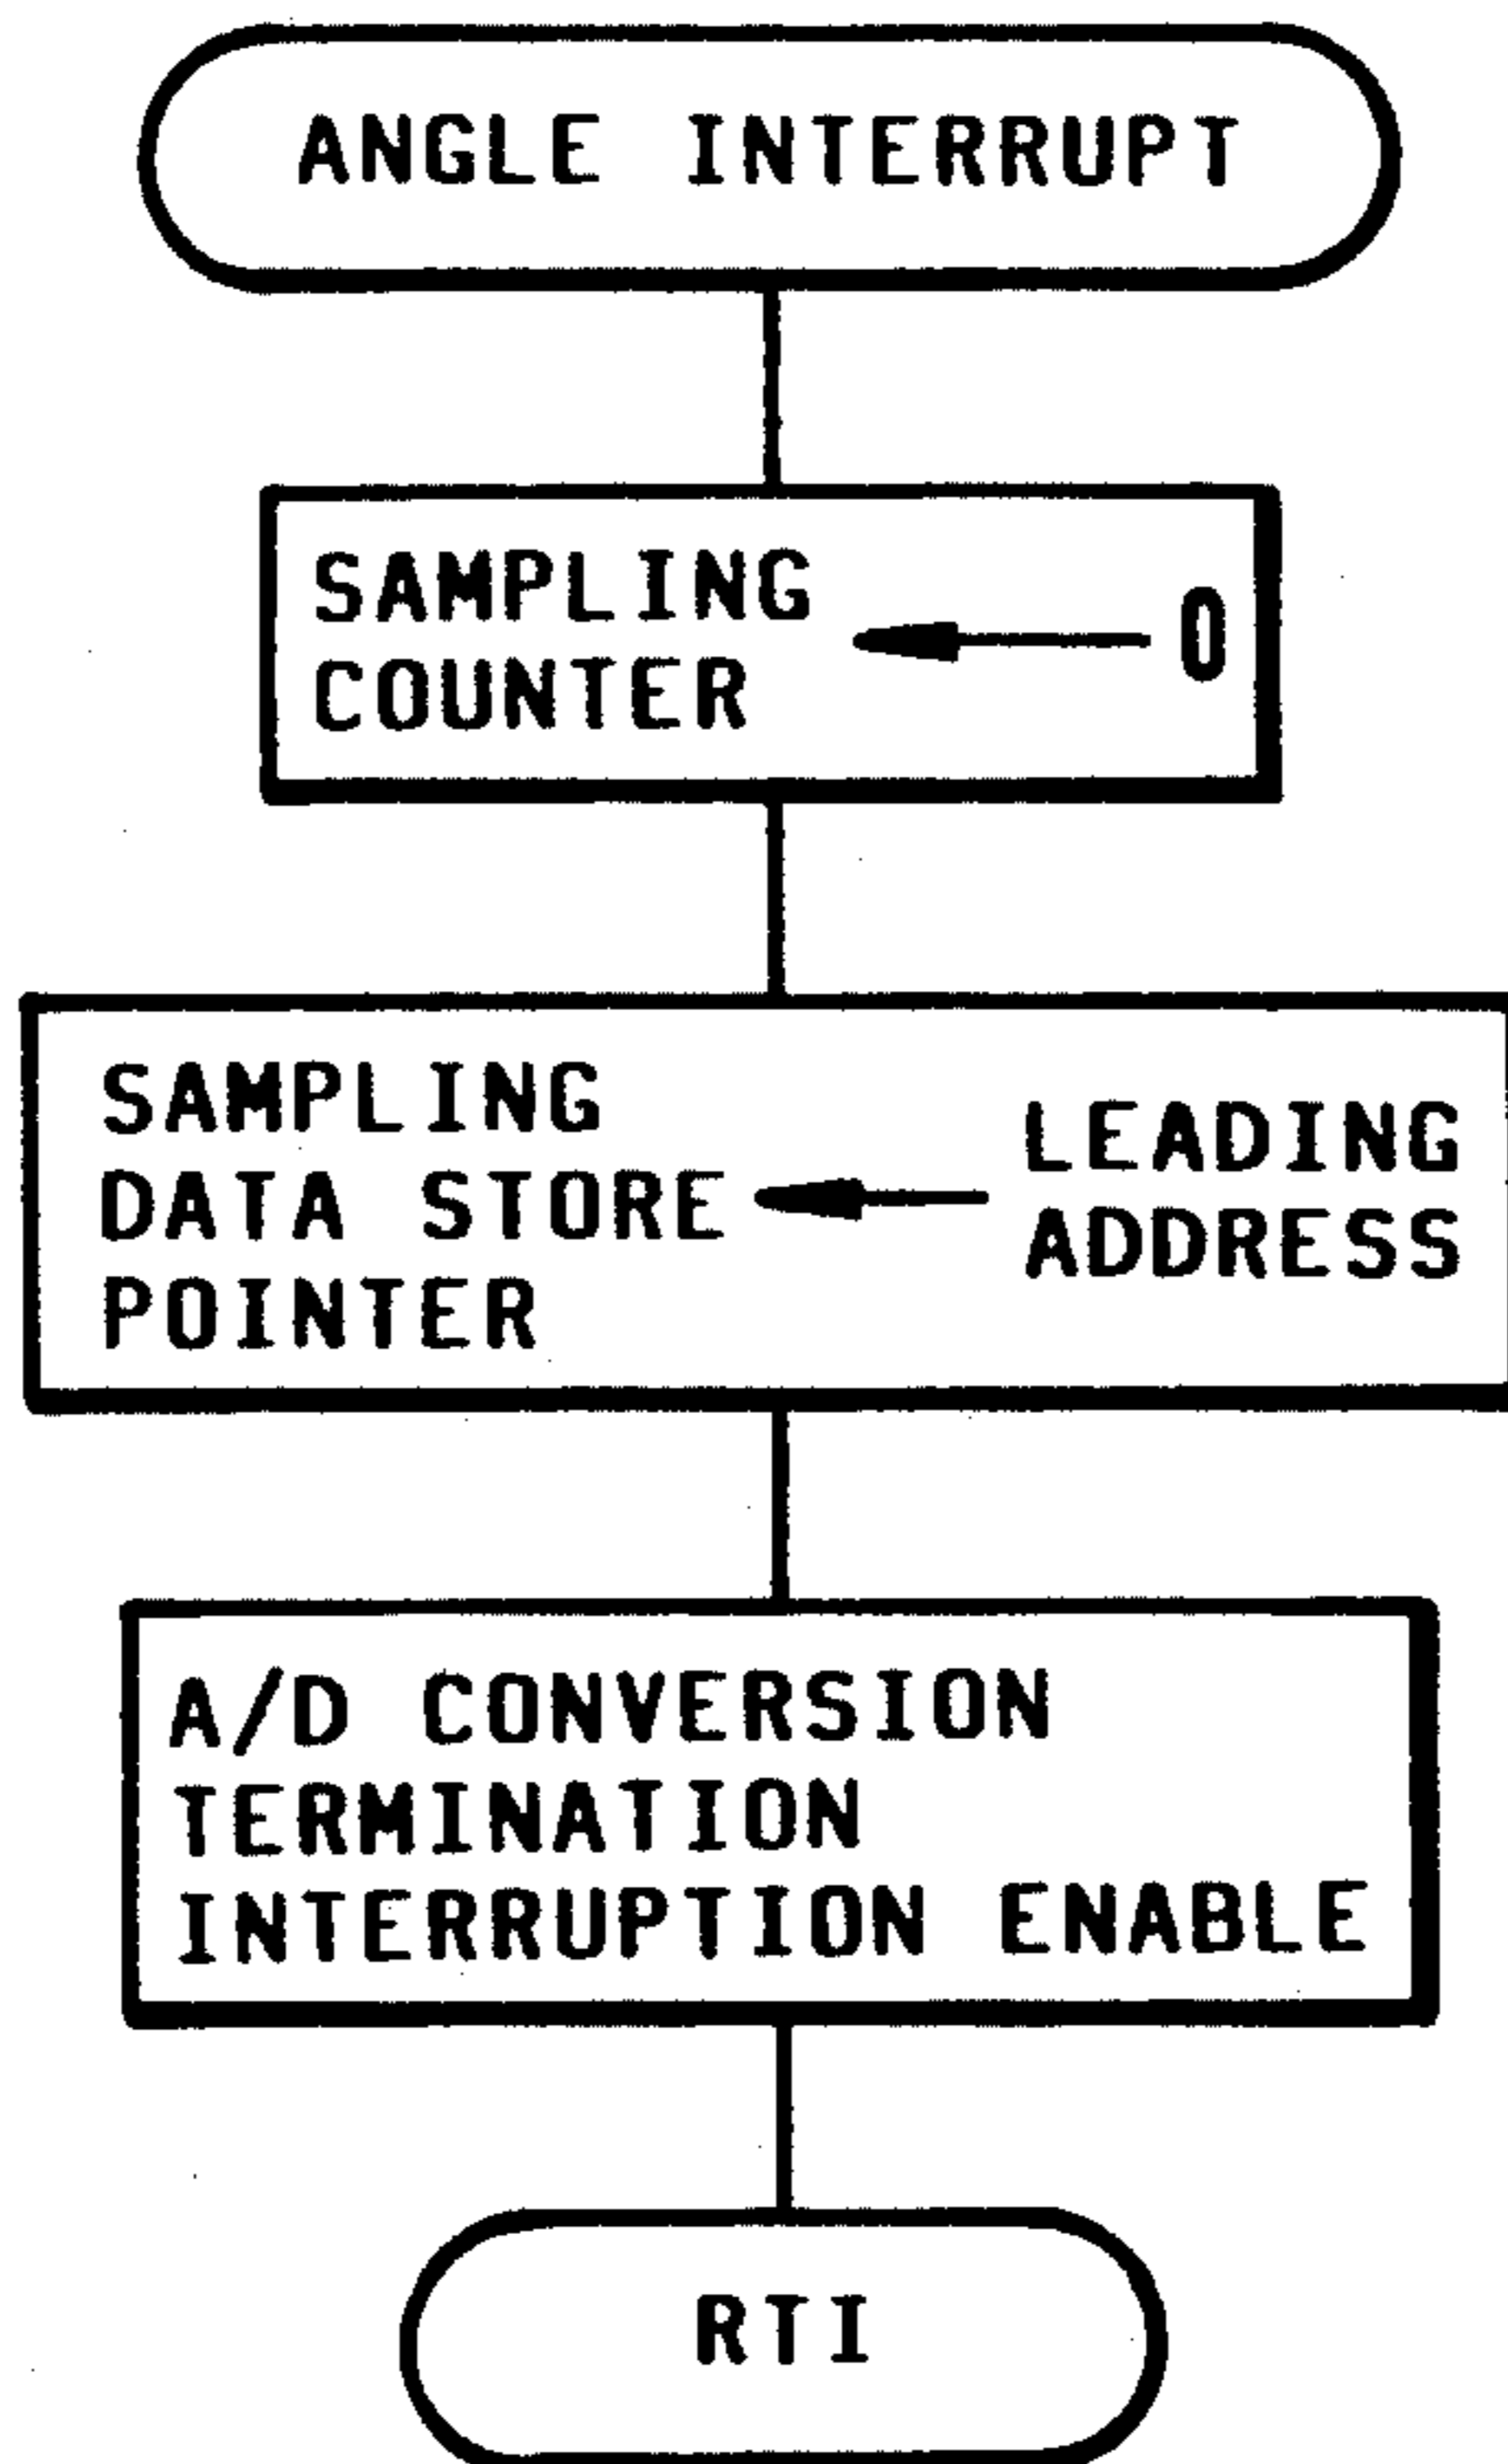 ANGLE INTERRUPT
SAMPLING
COUNTER
0
SAMPLING
DATA STORE
POINTER
LEADING
ADDRESS
A/D CONVERSION
TERMINATION
INTERRUPTION ENABLE
RTI